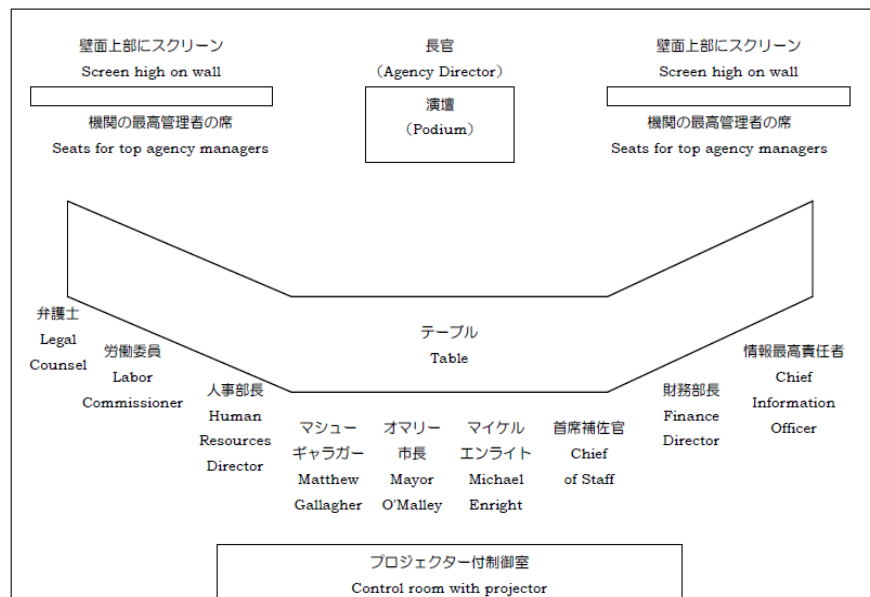 壁面上部にスクリーン
Screen high on wall
機関の最高管理者の席
Seats for top agency managers
長官
（Agency Director）
演壇
（Podium）
壁面上部にスクリーン
Screen high on wall
機関の最高管理者の席
Seats for top agency managers
テーブル
Table
弁護士
Legal
Counsel
労働委員
Labor
Commissioner
人事部長
Human
Resources
Director
マシュー
ギャラガー
Matthew
Gallagher
オマリー
市長
Mayor
O'Malley
マイケル
エンライト
Michael
Enright
首席補佐官
Chief
of Staff
財務部長
Finance
Director
情報最高責任者
Chief
Information
Officer
プロジェクター付制御室
Control room with projector